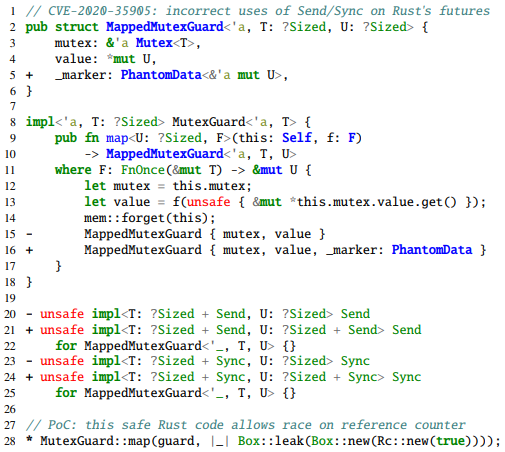 1 // CVE-2020-35905: incorrect uses of Send/Sync on Rust's futures
2 pub struct MappedMutexGuard<'a, T: ?Sized, U: ?Sized> {
3     mutex: &'a Mutex<T>,
4     value: *mut U,
5 +   _marker: PhantomData<&'a mut U>,
6 }
7
8 impl<'a, T: ?Sized> MutexGuard<'a, T> {
9     pub fn map<U: ?Sized, F>(this: Self, f: F)
10         -> MappedMutexGuard<'a, T, U>
11     where F: FnOnce(&mut T) -> &mut U {
12         let mutex = this.mutex;
13         let value = f(unsafe { &mut *this.mutex.value.get() });
14         mem::forget(this);
15 -       MappedMutexGuard { mutex, value }
16 +       MappedMutexGuard { mutex, value, _marker: PhantomData }
17     }
18 }
19
20 - unsafe impl<T: ?Sized + Send, U: ?Sized> Send
21 + unsafe impl<T: ?Sized + Send, U: ?Sized + Send> Send
22   for MappedMutexGuard<'_, T, U> {}
23 - unsafe impl<T: ?Sized + Sync, U: ?Sized> Sync
24 + unsafe impl<T: ?Sized + Sync, U: ?Sized + Sync> Sync
25   for MappedMutexGuard<'_, T, U> {}
26
27 // PoC: this safe Rust code allows race on reference counter
28 * MutexGuard::map(guard, |_| Box::leak(Box::new(Rc::new(true))));